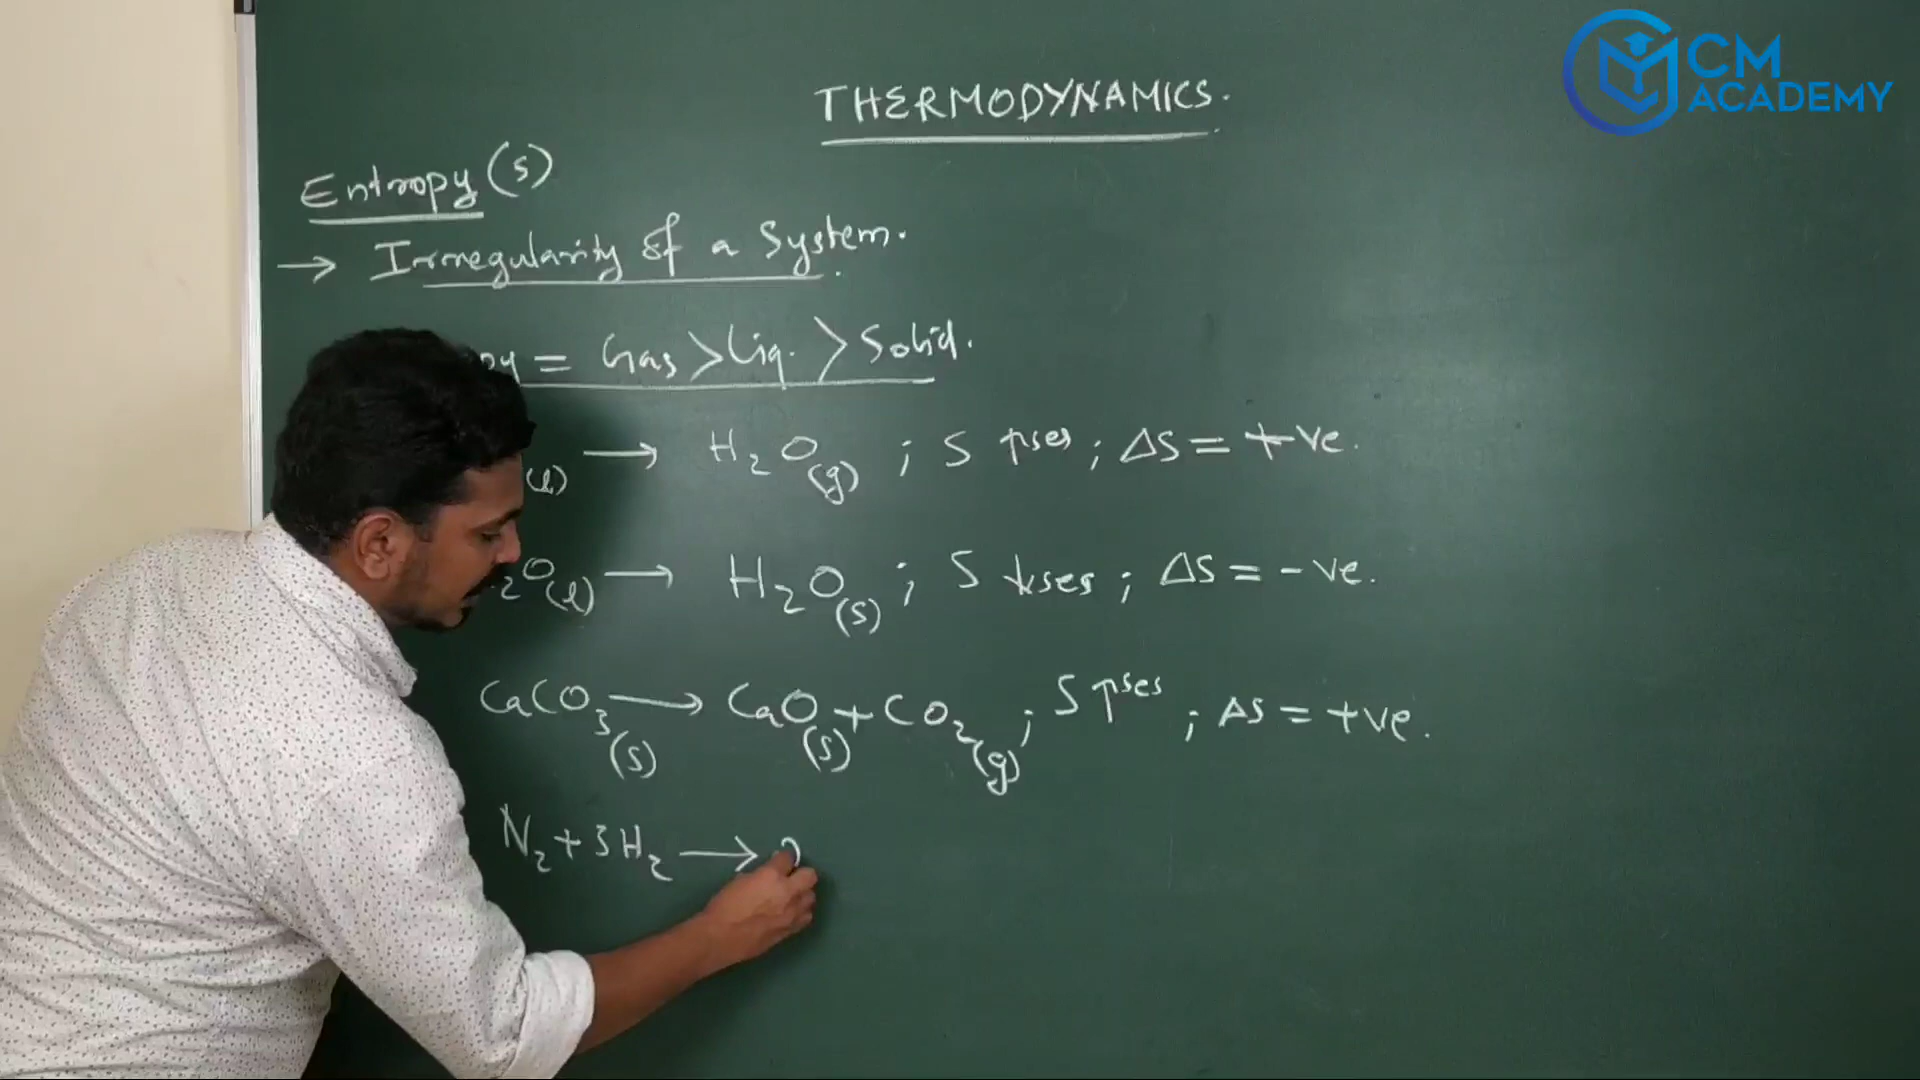 CM
ACADEMY
THERMODYNAMICS.
Entropy (S)
→ Irregularity of a System.
py = Gas > Liq. > Solid.
(l) → H2O(g) ; S ↑ses ; ΔS = +ve.
2O(l) → H2O(s) ; S ↓ses ; ΔS = -ve.
CaCO3(s) → CaO(s) + CO2(g) ; S ↑ses ; ΔS = +ve.
N2 + 3H2 →